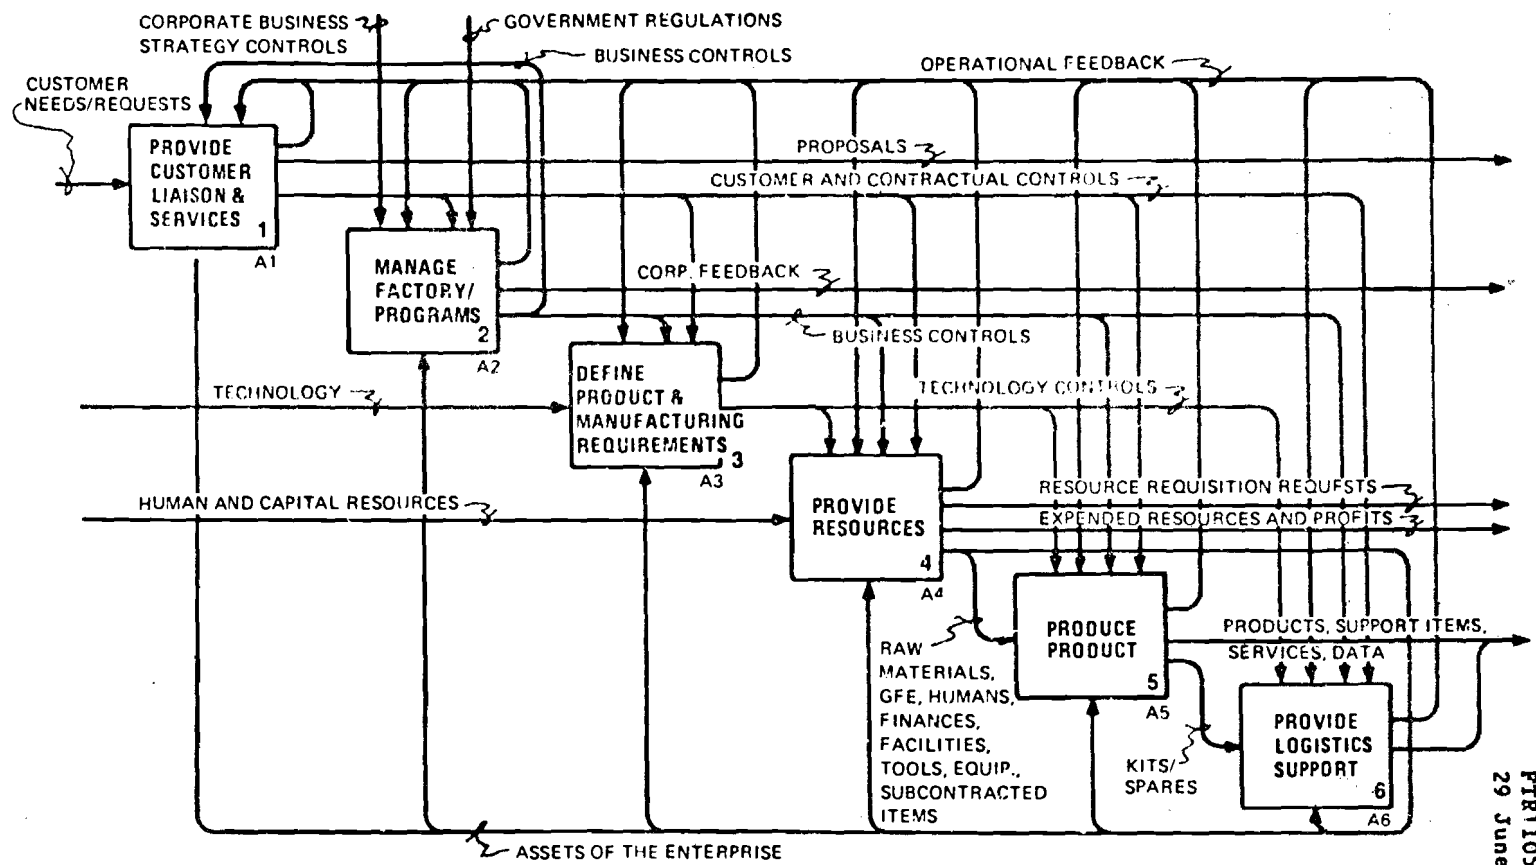 CORPORATE BUSINESS
STRATEGY CONTROLS
GOVERNMENT REGULATIONS
BUSINESS CONTROLS
OPERATIONAL FEEDBACK
CUSTOMER
NEEDS/REQUESTS
PROVIDE
CUSTOMER
LIAISON &
SERVICES
1
A1
PROPOSALS
CUSTOMER AND CONTRACTUAL CONTROLS
MANAGE
FACTORY/
PROGRAMS
2
A2
CORP. FEEDBACK
BUSINESS CONTROLS
TECHNOLOGY
DEFINE
PRODUCT &
MANUFACTURING
REQUIREMENTS
3
A3
TECHNOLOGY CONTROLS
HUMAN AND CAPITAL RESOURCES
PROVIDE
RESOURCES
4
A4
RESOURCE REQUISITION REQUESTS
EXPENDED RESOURCES AND PROFITS
RAW
MATERIALS,
GFE, HUMANS,
FINANCES,
FACILITIES,
TOOLS, EQUIP.,
SUBCONTRACTED
ITEMS
PRODUCE
PRODUCT
5
A5
PRODUCTS, SUPPORT ITEMS,
SERVICES, DATA
KITS/
SPARES
PROVIDE
LOGISTICS
SUPPORT
6
A6
ASSETS OF THE ENTERPRISE
29 June